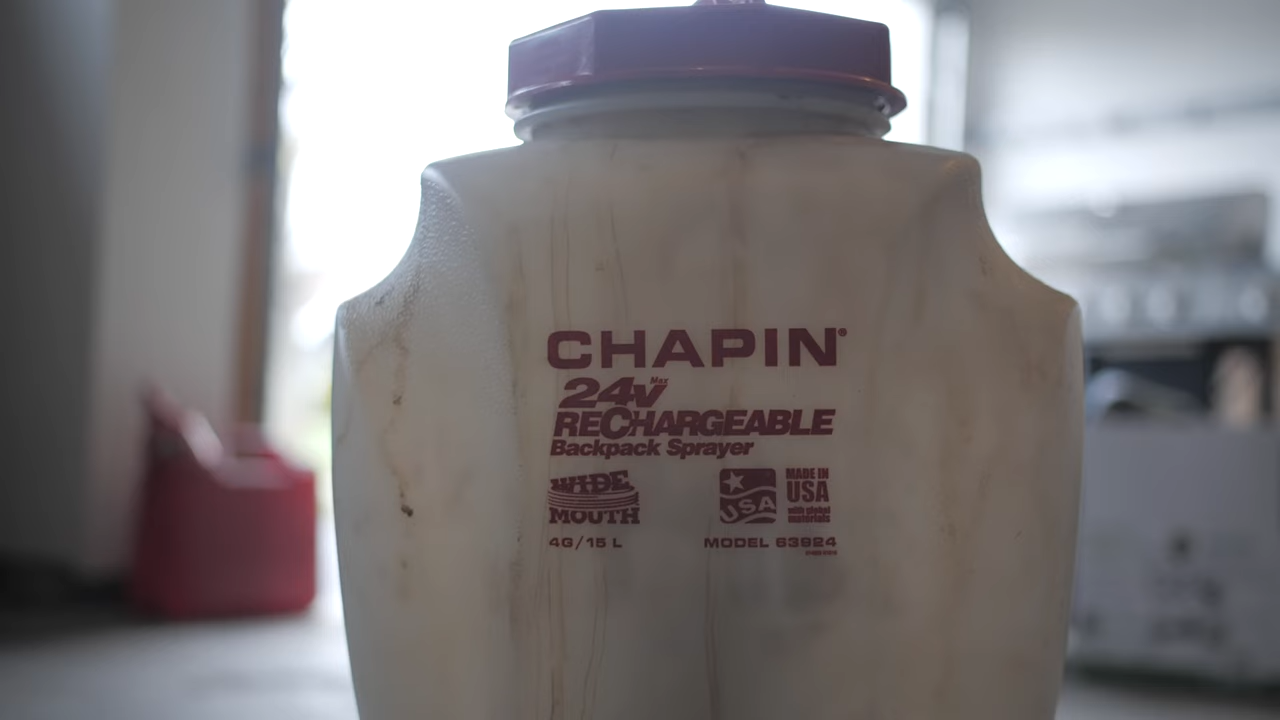 CHAPIN®
24v Max
RECHARGEABLE
Backpack Sprayer
WIDE
MOUTH
USA
MADE IN
USA
with global
materials
4G/15 L
MODEL 63924